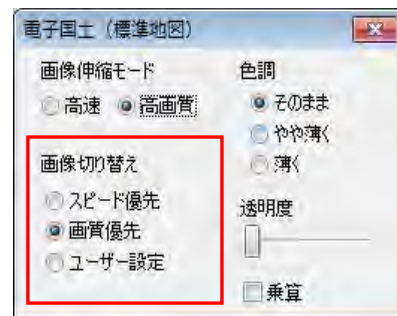 電子国土（標準地図）
画像伸縮モード
高速
高画質
画像切り替え
スピード優先
画質優先
ユーザー設定
色調
そのまま
やや薄く
薄く
透明度
乗算